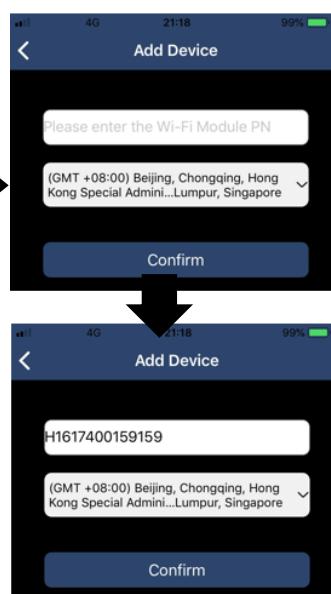 4G 21:18 99%
Add Device
Please enter the Wi-Fi Module PN
(GMT +08:00) Beijing, Chongqing, Hong
Kong Special Admini...Lumpur, Singapore
Confirm
4G 21:18 99%
Add Device
H1617400159159
(GMT +08:00) Beijing, Chongqing, Hong
Kong Special Admini...Lumpur, Singapore
Confirm